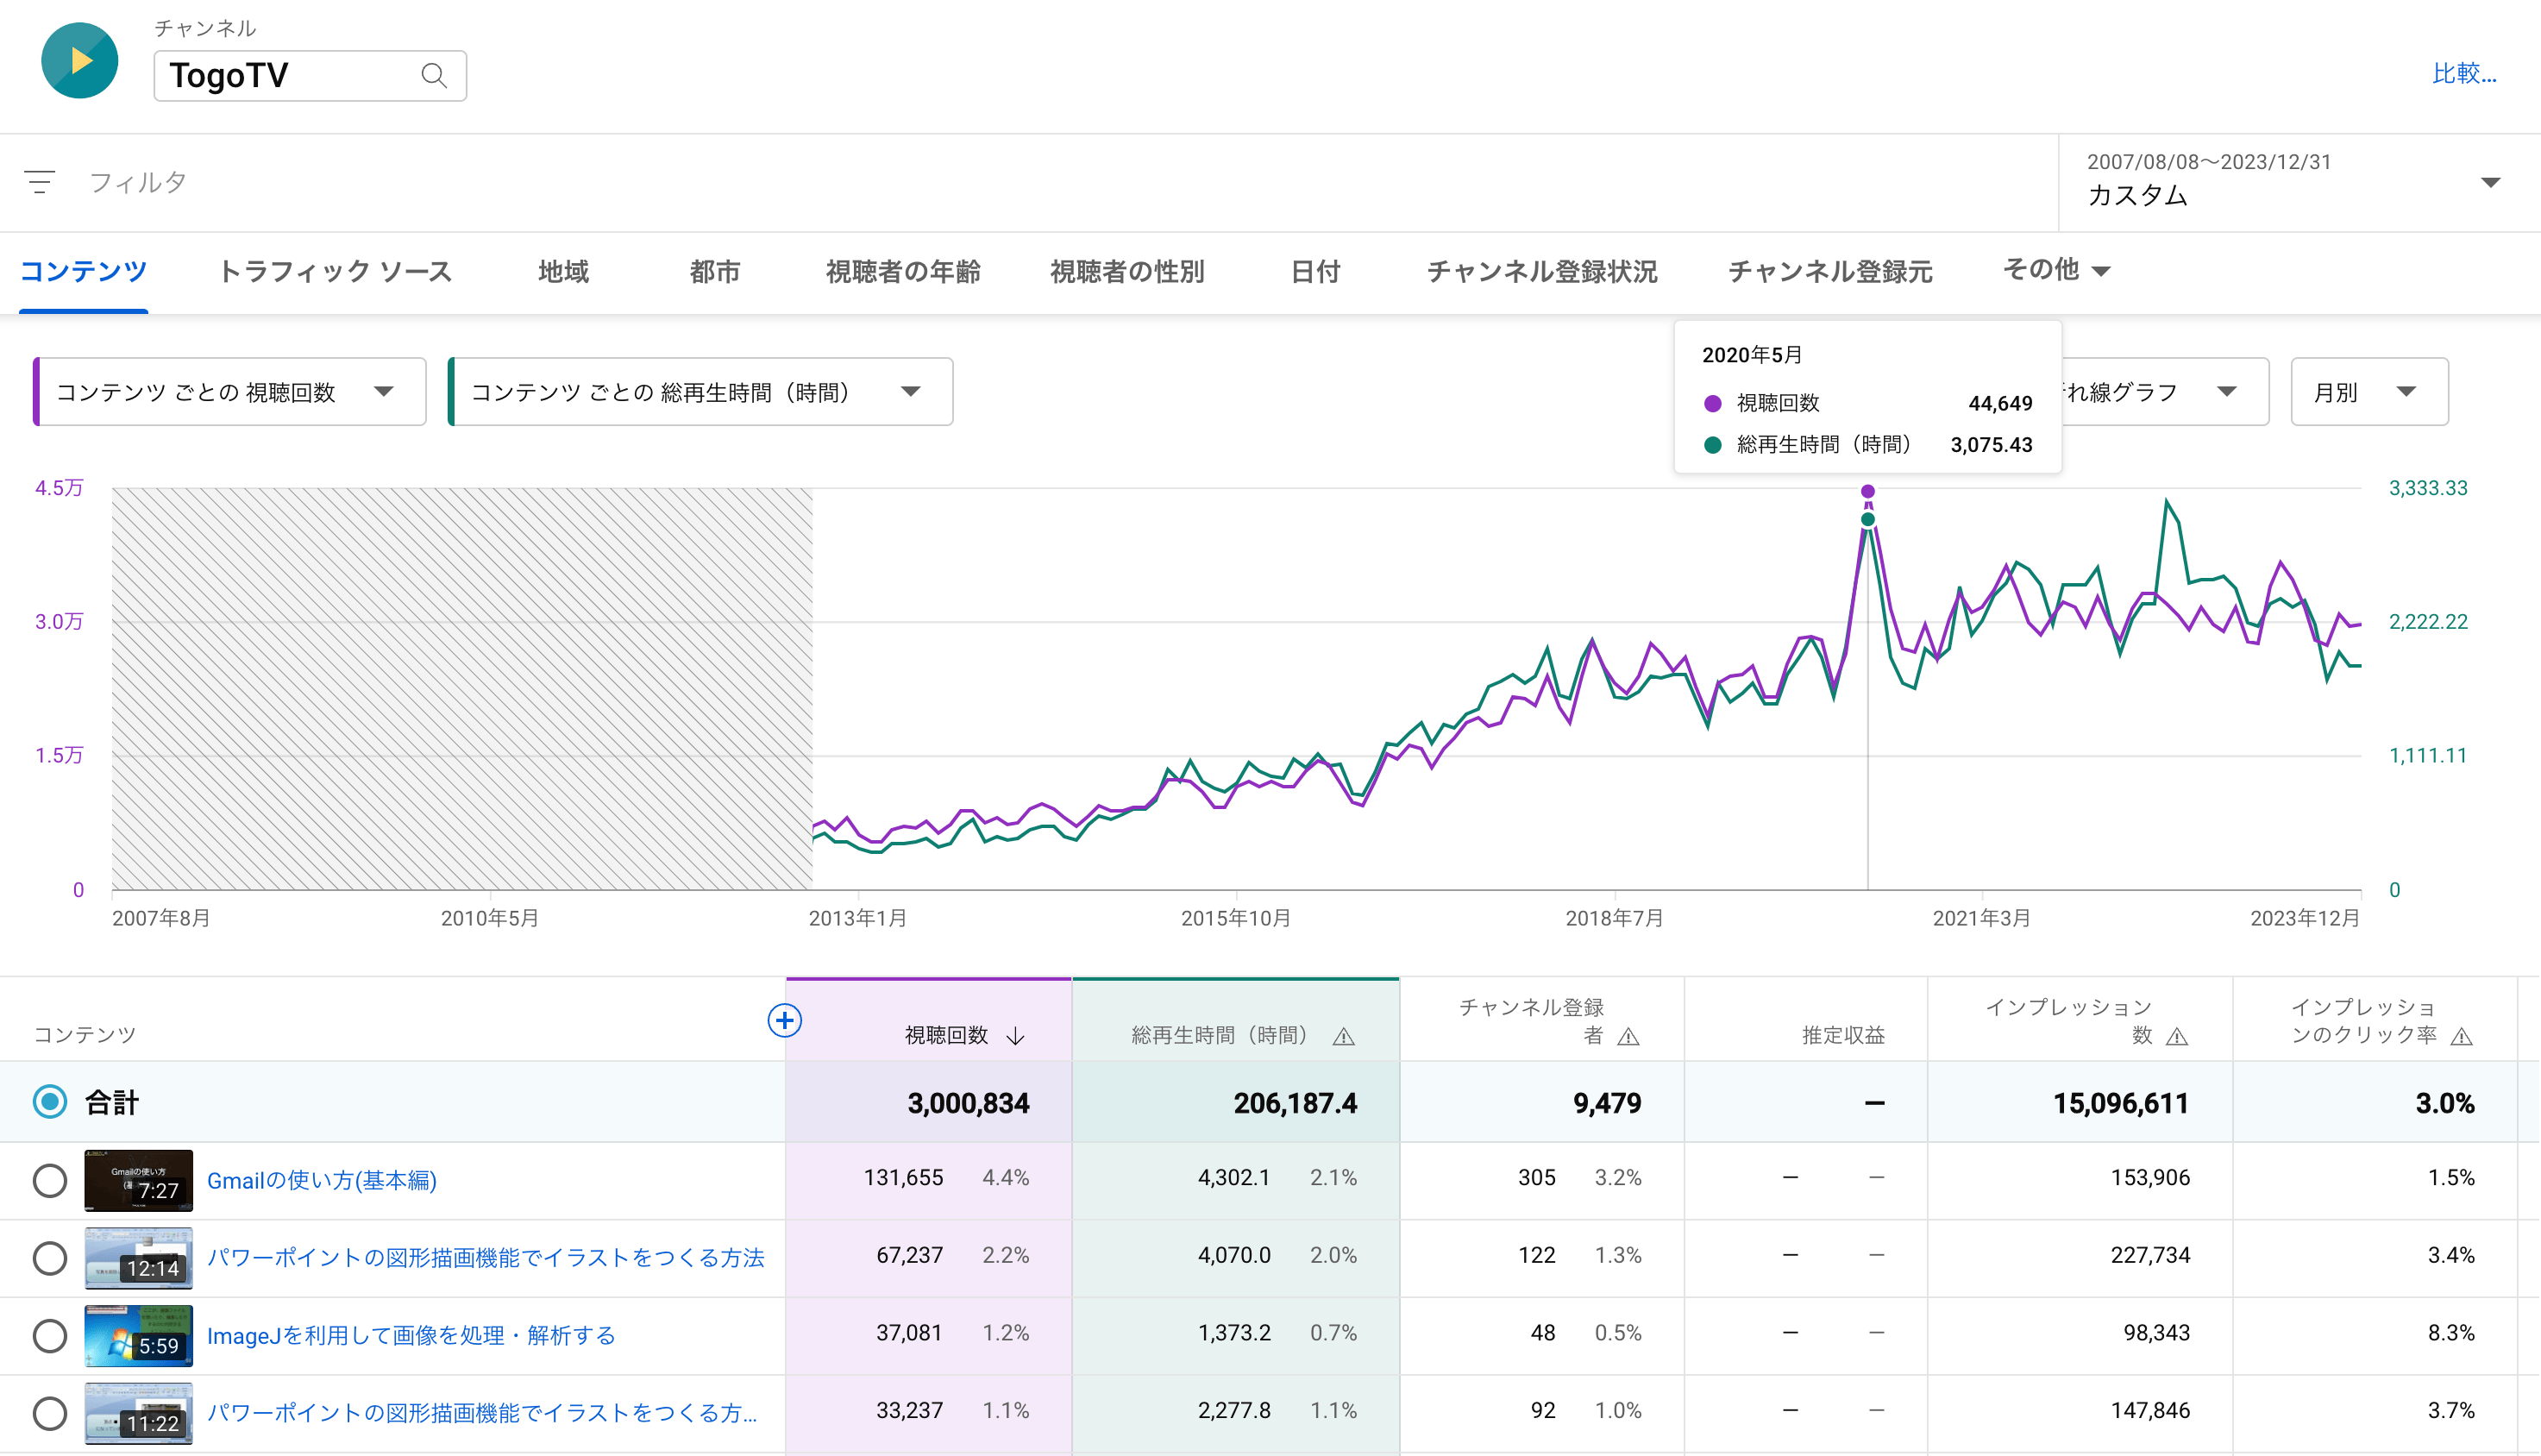 チャンネル
TogoTV
比較...
フィルタ
2007/08/08～2023/12/31
カスタム
コンテンツ トラフィック ソース 地域 都市 視聴者の年齢 視聴者の性別 日付 チャンネル登録状況 チャンネル登録元 その他
2020年5月
視聴回数 44,649
総再生時間（時間） 3,075.43
コンテンツ ごとの 視聴回数 コンテンツ ごとの 総再生時間（時間） れ線グラフ 月別
4.5万 3,333.33
3.0万 2,222.22
1.5万 1,111.11
0 0
2007年8月 2010年5月 2013年1月 2015年10月 2018年7月 2021年3月 2023年12月
コンテンツ 視聴回数 総再生時間（時間） チャンネル登録者 推定収益 インプレッション数 インプレッションのクリック率
合計 3,000,834 206,187.4 9,479 — 15,096,611 3.0%
Gmailの使い方
7:27 Gmailの使い方(基本編) 131,655 4.4% 4,302.1 2.1% 305 3.2% — — 153,906 1.5%
12:14 パワーポイントの図形描画機能でイラストをつくる方法 67,237 2.2% 4,070.0 2.0% 122 1.3% — — 227,734 3.4%
5:59 ImageJを利用して画像を処理・解析する 37,081 1.2% 1,373.2 0.7% 48 0.5% — — 98,343 8.3%
11:22 パワーポイントの図形描画機能でイラストをつくる方... 33,237 1.1% 2,277.8 1.1% 92 1.0% — — 147,846 3.7%